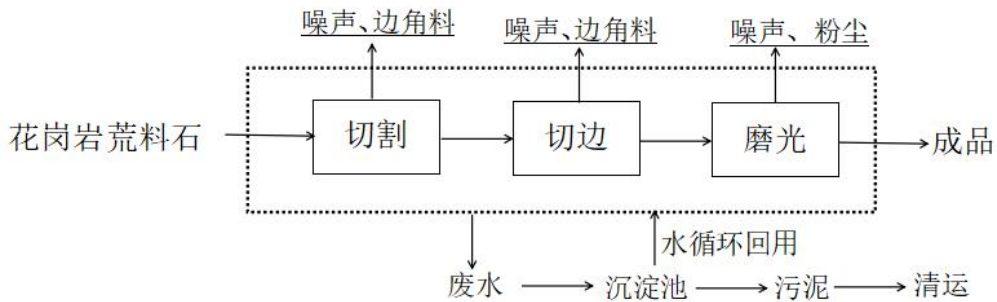 噪声、边角料
噪声、边角料
噪声、粉尘
花岗岩荒料石
切割
切边
磨光
成品
水循环回用
废水
沉淀池
污泥
清运